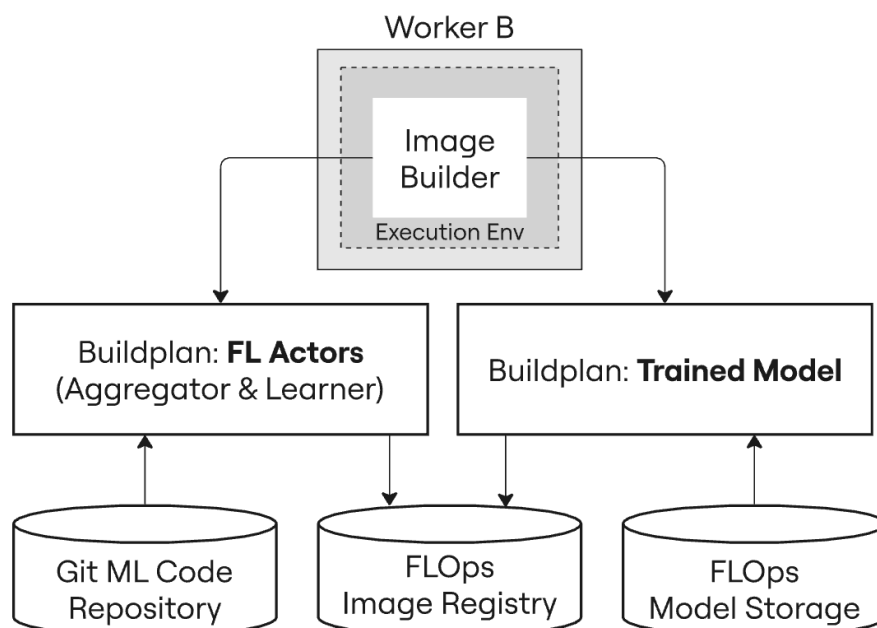 Worker B
Image
Builder
Execution Env
Buildplan: FL Actors
(Aggregator & Learner)
Buildplan: Trained Model
Git ML Code
Repository
FLOps
Image Registry
FLOps
Model Storage